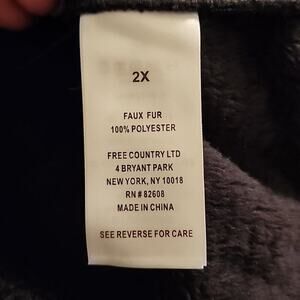 2X
FAUX FUR
100% POLYESTER
FREE COUNTRY LTD
4 BRYANT PARK
NEW YORK, NY 10018
RN# 82608
MADE IN CHINA
SEE REVERSE FOR CARE